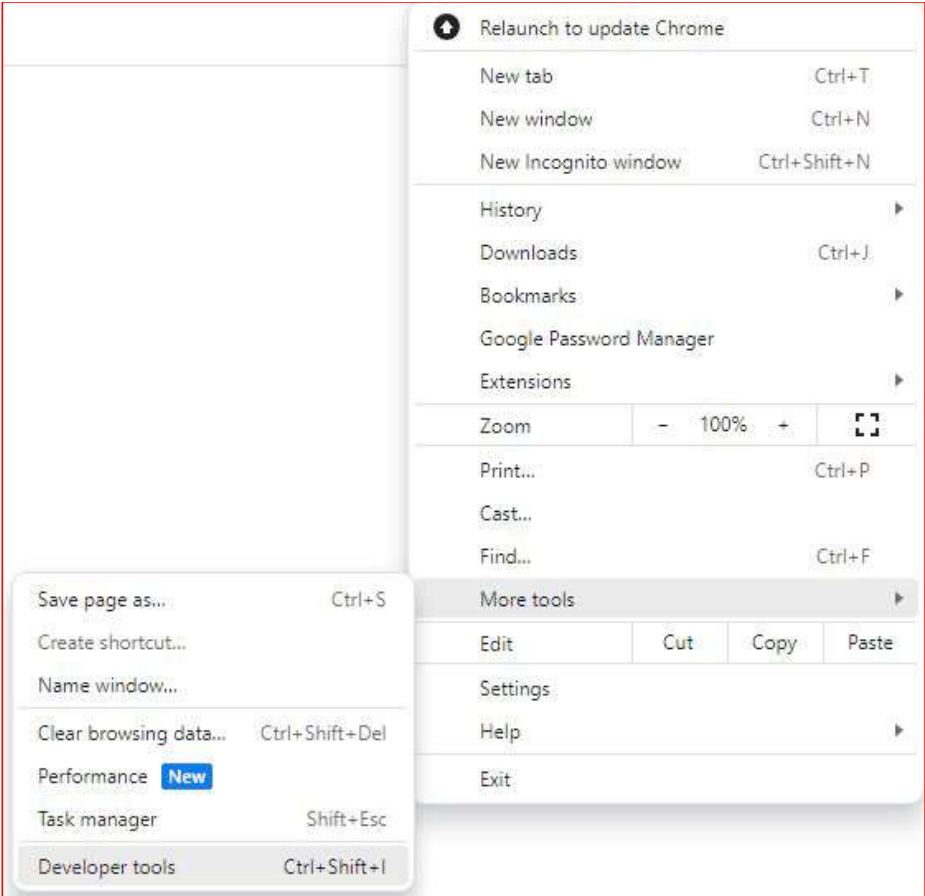 Relaunch to update Chrome
New tab Ctrl+T
New window Ctrl+N
New Incognito window Ctrl+Shift+N
History
Downloads Ctrl+J
Bookmarks
Google Password Manager
Extensions
Zoom - 100% +
Print... Ctrl+P
Cast...
Find... Ctrl+F
More tools
Edit Cut Copy Paste
Settings
Help
Exit
Save page as... Ctrl+S
Create shortcut...
Name window...
Clear browsing data... Ctrl+Shift+Del
Performance New
Task manager Shift+Esc
Developer tools Ctrl+Shift+I